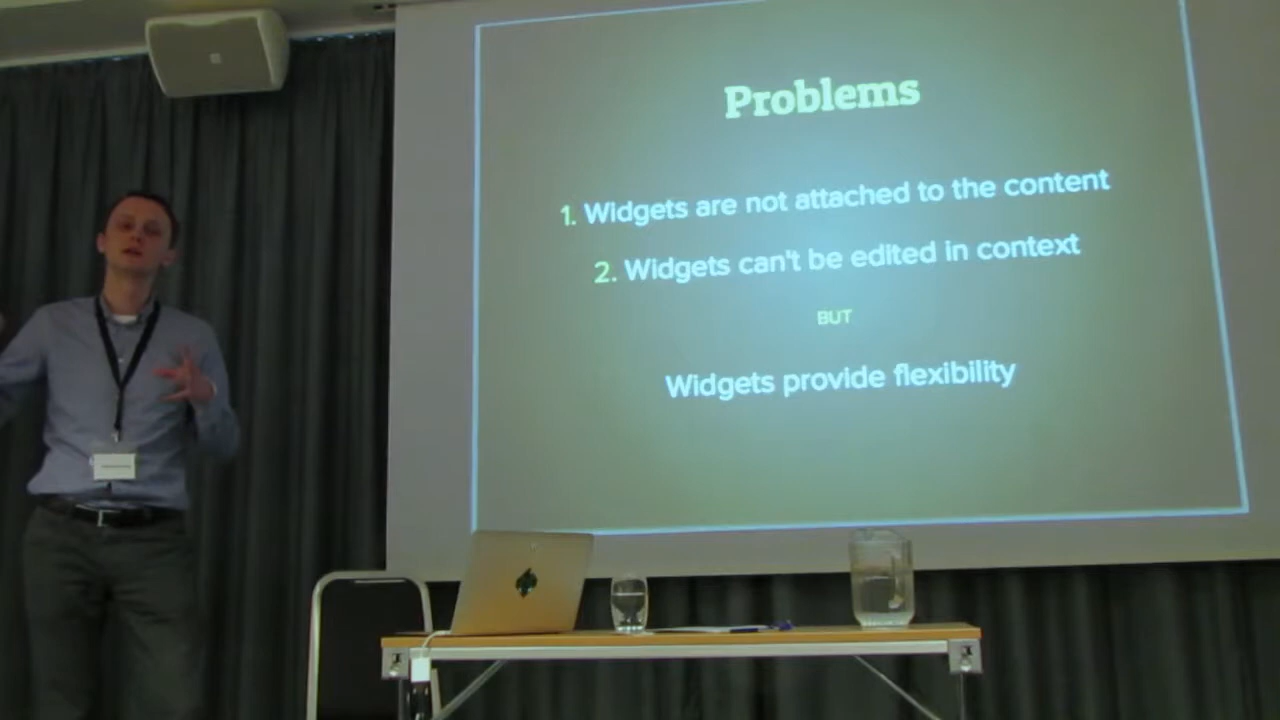 Problems
1. Widgets are not attached to the content
2. Widgets can't be edited in context
BUT
Widgets provide flexibility